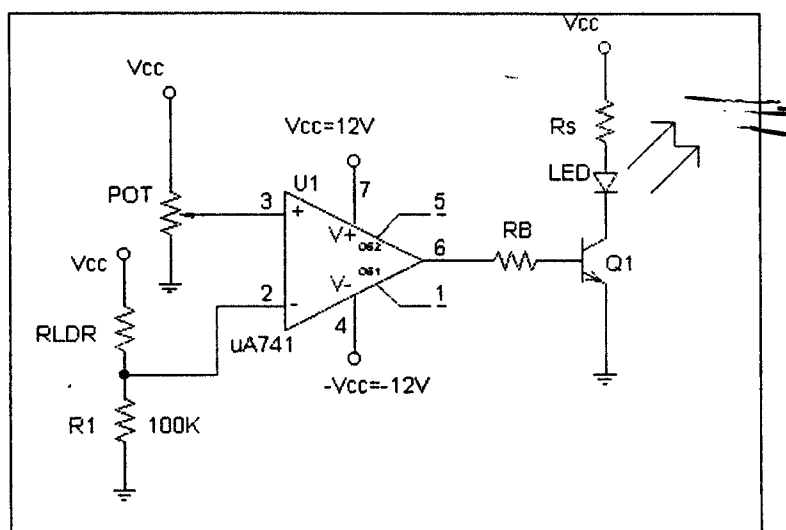 Vcc
Vcc
Rs
Vcc=12V
U1
7
LED
POT
3
+
5
V+
OS2
RB
6
Q1
Vcc
OS1
V-
2
-
1
4
RLDR
uA741
-Vcc=-12V
R1
100K